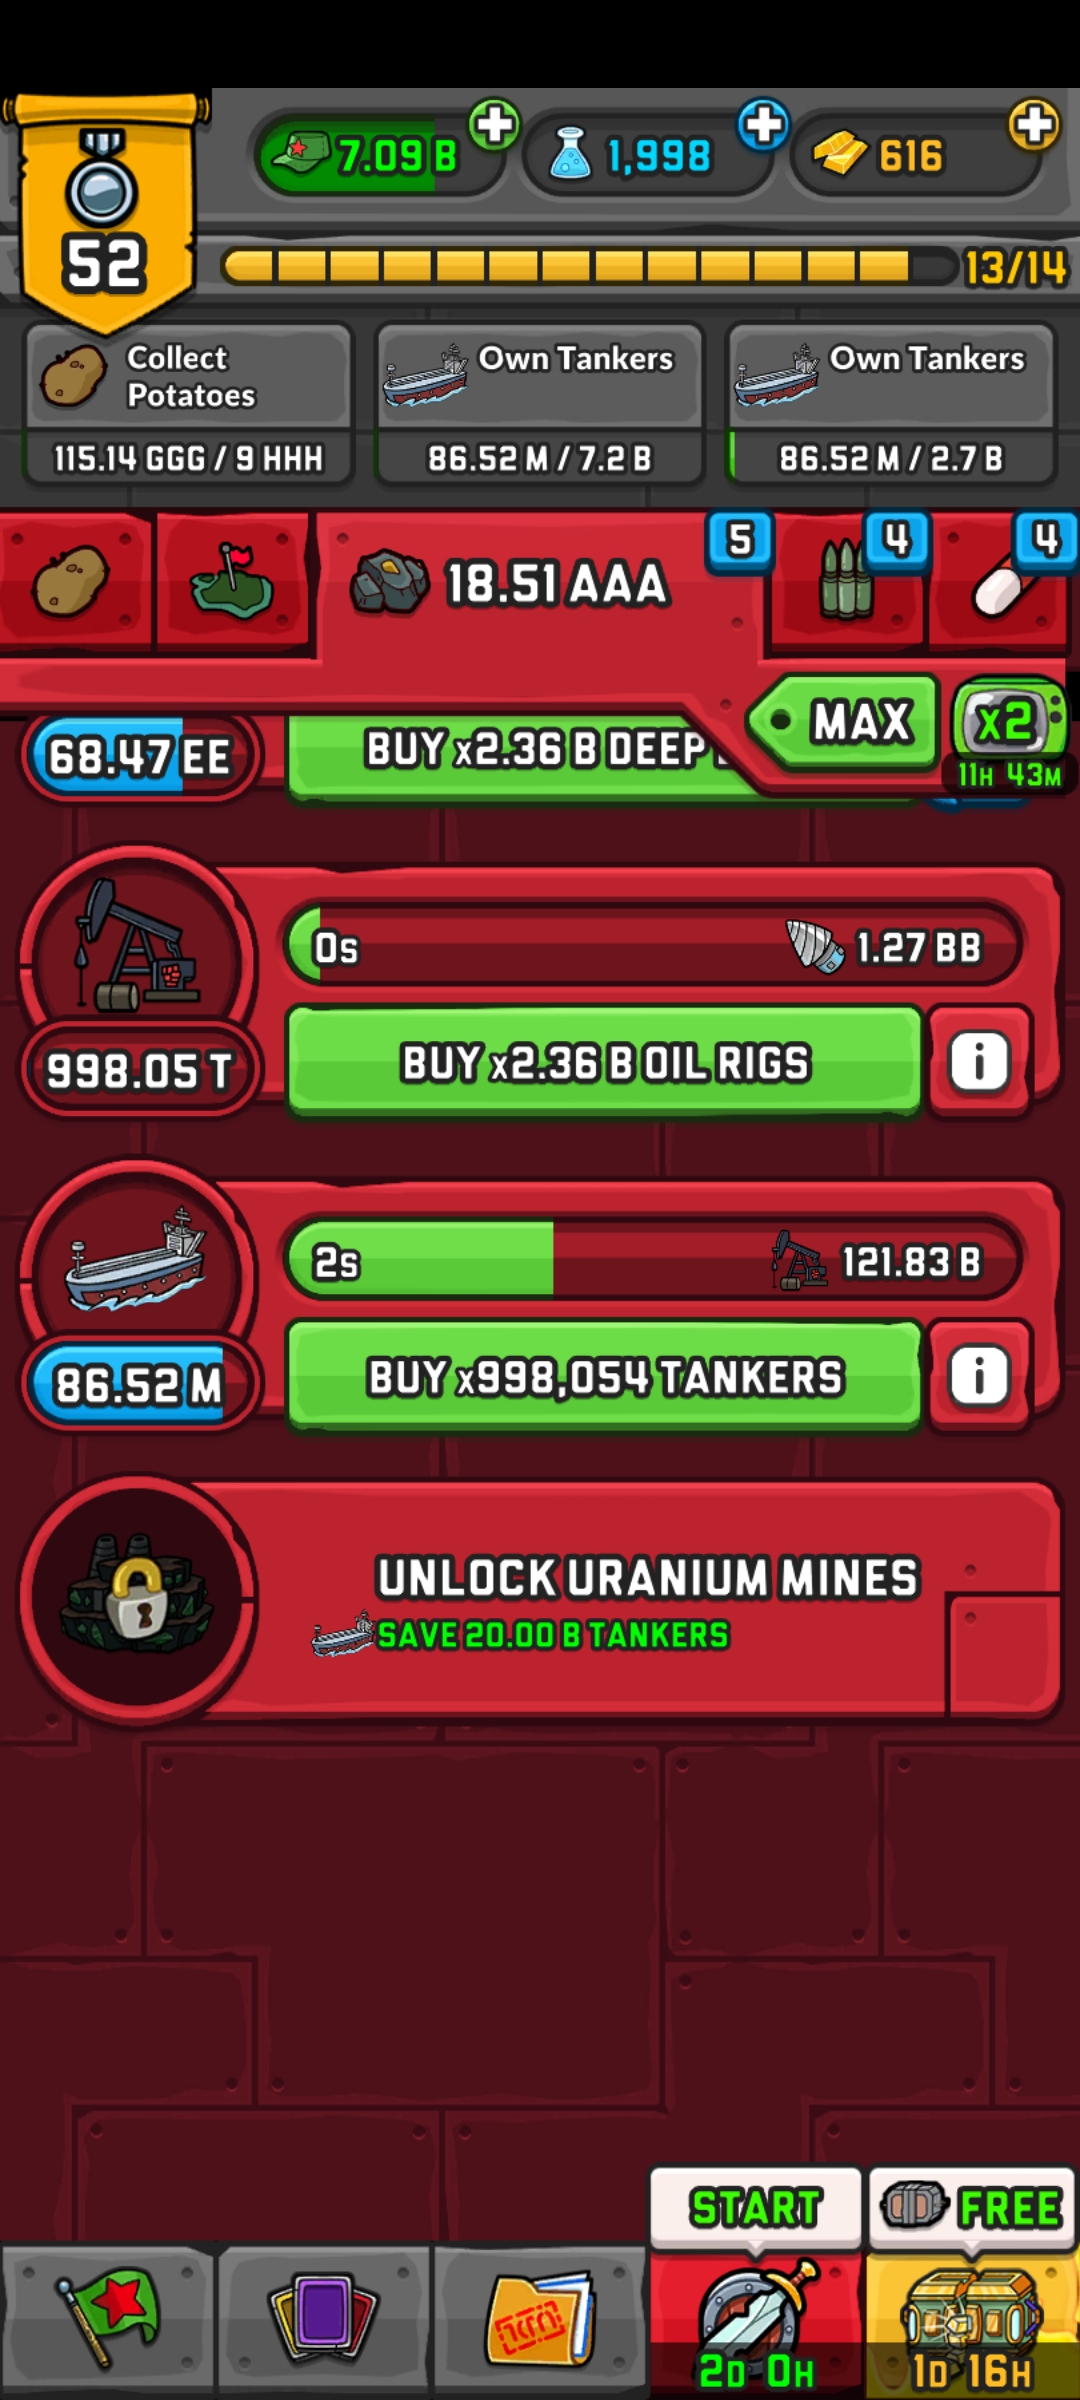 7.09 B
1,998
616
52
13/14
Collect
Potatoes
115.14 GGG / 9 HHH
Own Tankers
86.52 M / 7.2 B
Own Tankers
86.52 M / 2.7 B
18.51 AAA
5
4
4
MAX
x2
11H 43M
68.47 EE
BUY x2.36 B DEEP
0s
1.27 BB
998.05 T
BUY x2.36 B OIL RIGS
i
2s
121.83 B
86.52 M
BUY x998,054 TANKERS
i
UNLOCK URANIUM MINES
SAVE 20.00 B TANKERS
START
FREE
2D 0H
1D 16H